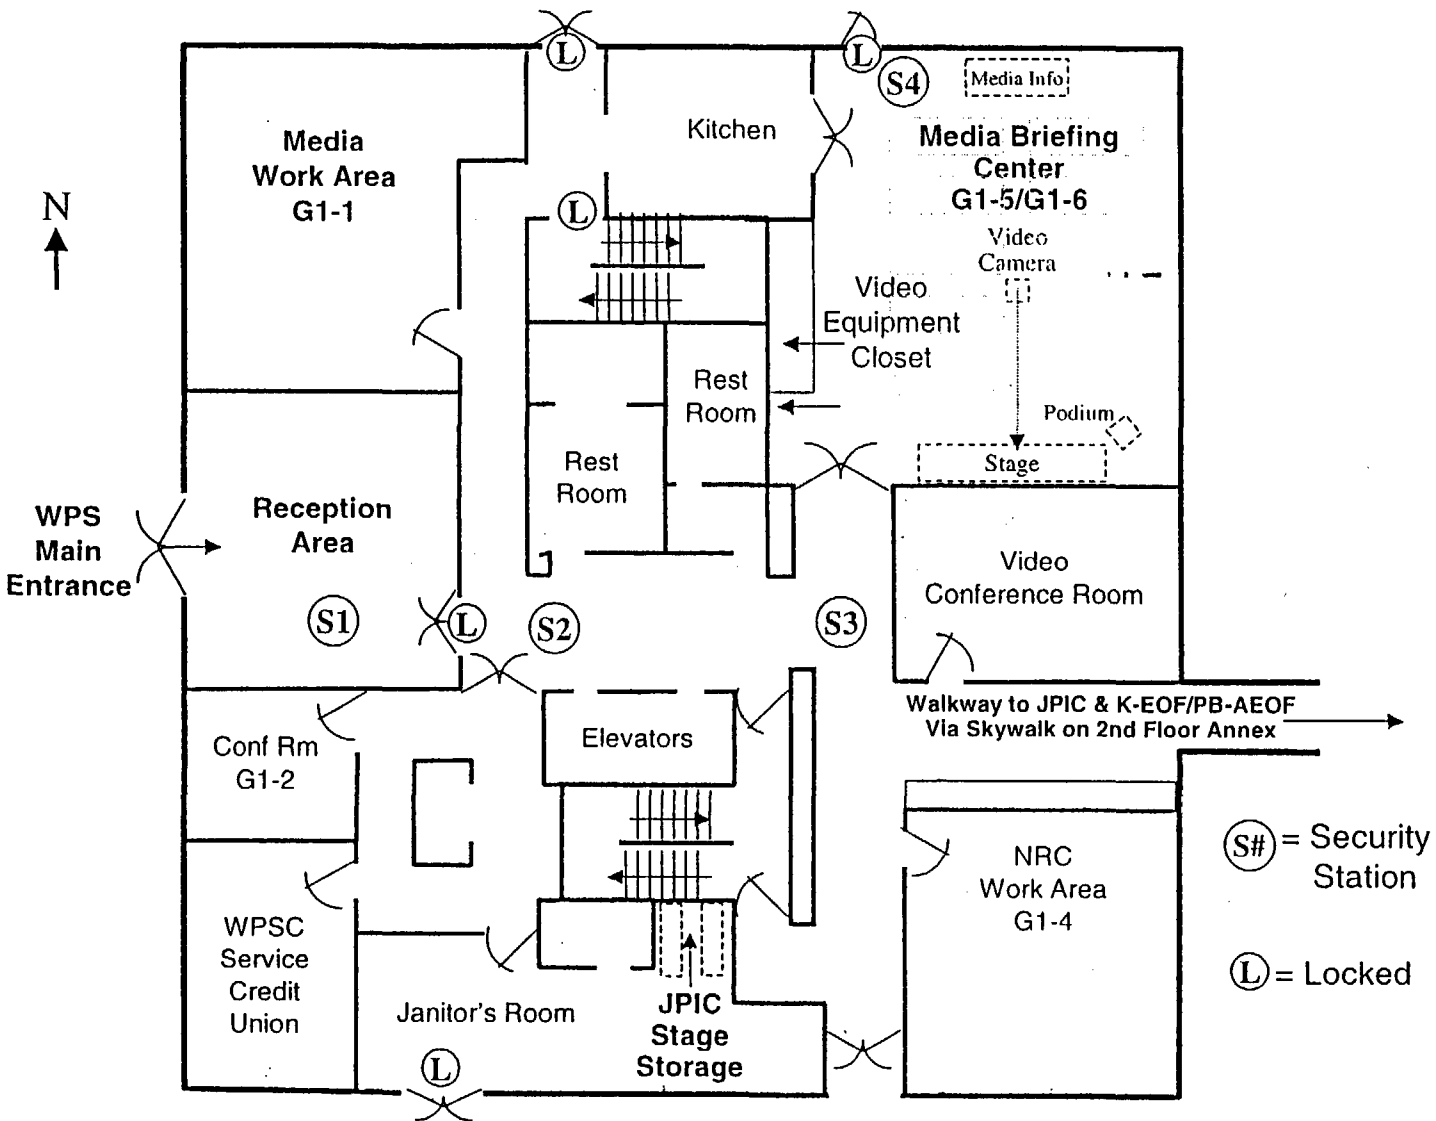 L
L
S4
Media Info
Media
Work Area
G1-1
Kitchen
Media Briefing
Center
G1-5/G1-6
N
L
Video
Camera
Video
Equipment
Closet
Rest
Room
Podium
Stage
Rest
Room
WPS
Main
Entrance
Reception
Area
Video
Conference Room
S1
L
S2
S3
Walkway to JPIC & K-EOF/PB-AEOF
Via Skywalk on 2nd Floor Annex
Conf Rm
G1-2
Elevators
S# = Security
Station
NRC
Work Area
G1-4
WPSC
Service
Credit
Union
L = Locked
Janitor's Room
JPIC
Stage
Storage
L